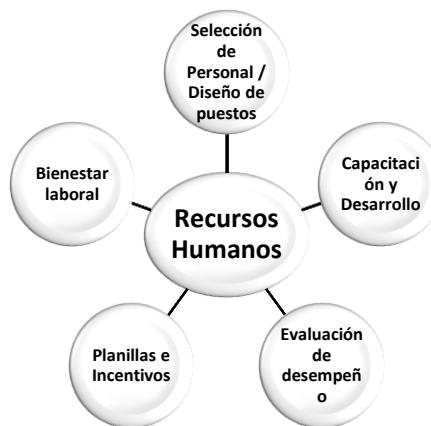 Selección
de
Personal /
Diseño de
puestos
Bienestar
laboral
Capacitaci
ón y
Desarrollo
Recursos
Humanos
Planillas e
Incentivos
Evaluación
de
desempeñ
o